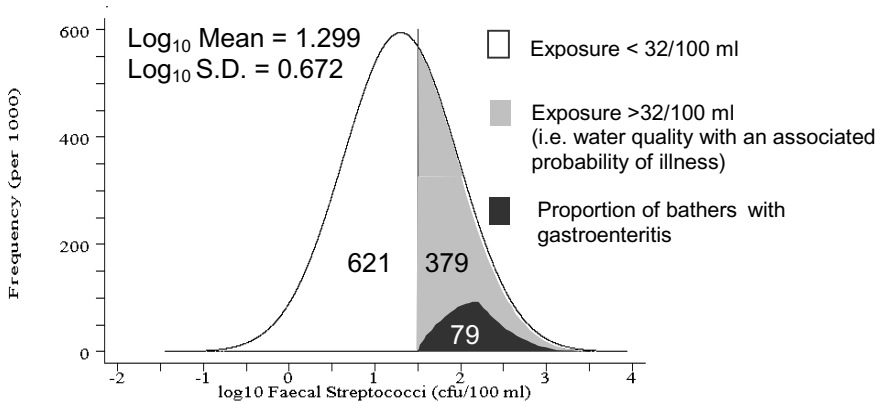 Log₁₀ Mean = 1.299
Log₁₀ S.D. = 0.672
Exposure < 32/100 ml
Exposure >32/100 ml
(i.e. water quality with an associated
probability of illness)
Proportion of bathers with
gastroenteritis
Frequency (per 1000)
600
400
200
0
621
379
79
-2 -1 0 1 2 3 4
log10 Faecal Streptococci (cfu/100 ml)